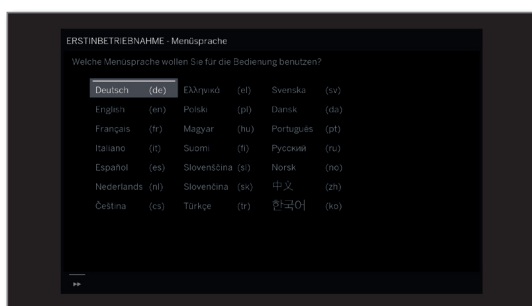 ERSTINBETRIEBNAHME - Menüsprache
Welche Menüsprache wollen Sie für die Bedienung benutzen?
Deutsch (de) Ελληνικά (el) Svenska (sv)
English (en) Polski (pl) Dansk (da)
Français (fr) Magyar (hu) Português (pt)
Italiano (it) Suomi (fi) Русский (ru)
Español (es) Slovenščina (sl) Norsk (no)
Nederlands (nl) Slovenčina (sk) 中文 (zh)
Čeština (cs) Türkçe (tr) 한국어 (ko)